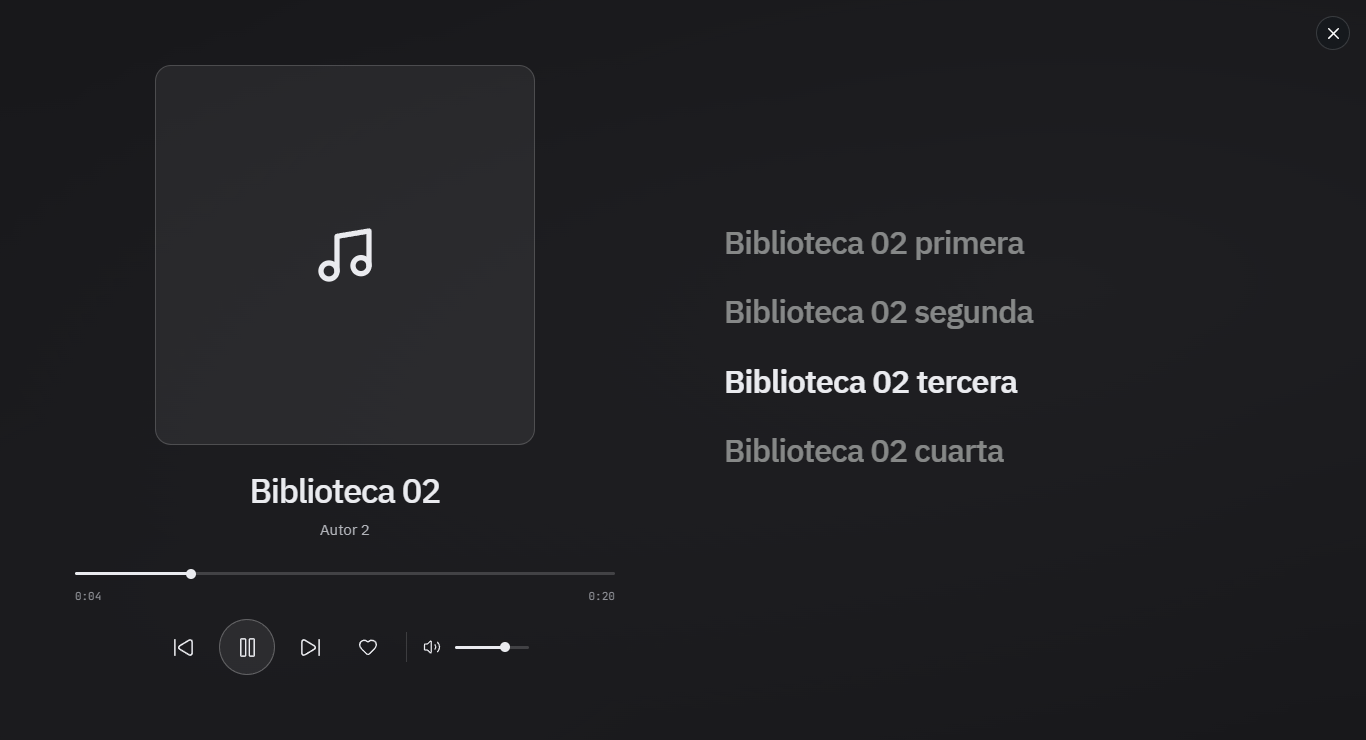 Biblioteca 02
Autor 2
0:04
0:20
Biblioteca 02 primera
Biblioteca 02 segunda
Biblioteca 02 tercera
Biblioteca 02 cuarta